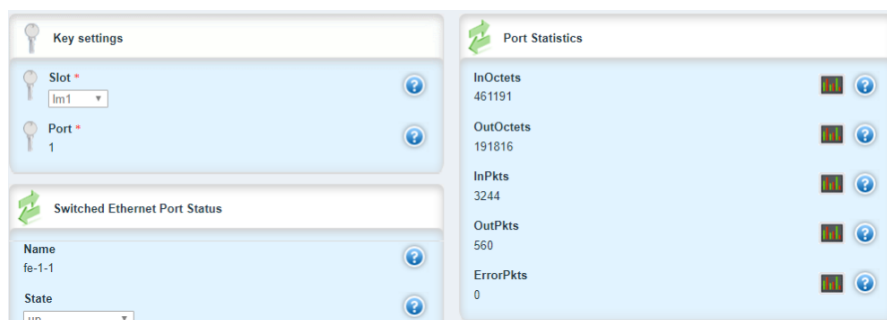 Key settings
Slot *
lm1
Port *
1
Switched Ethernet Port Status
Name
fe-1-1
State
up
Port Statistics
InOctets
461191
OutOctets
191816
InPkts
3244
OutPkts
560
ErrorPkts
0